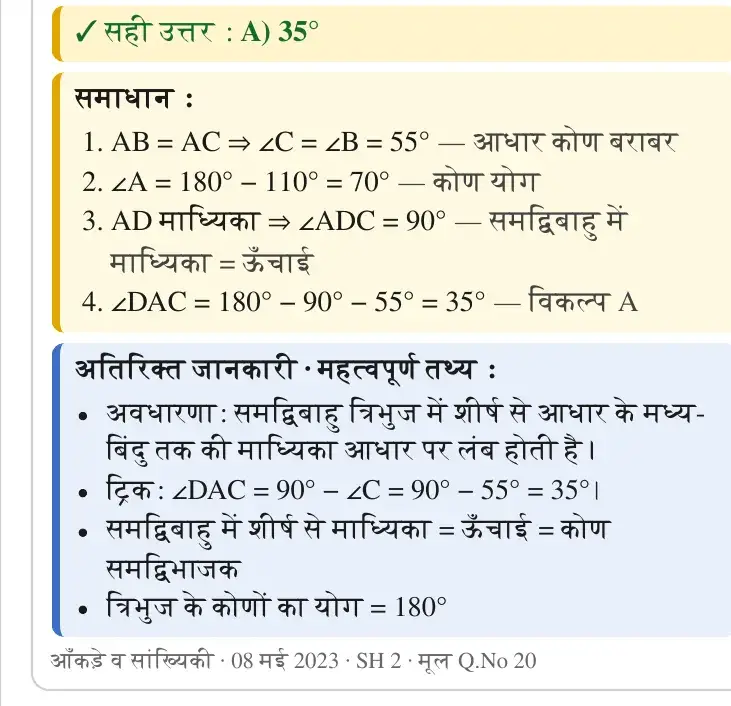 ✓ सही उत्तर : A) 35°
समाधान :
1. AB = AC ⇒ ∠C = ∠B = 55° — आधार कोण बराबर
2. ∠A = 180° − 110° = 70° — कोण योग
3. AD माध्यिका ⇒ ∠ADC = 90° — समद्विबाहु में
माध्यिका = ऊँचाई
4. ∠DAC = 180° − 90° − 55° = 35° — विकल्प A
अतिरिक्त जानकारी · महत्वपूर्ण तथ्य :
• अवधारणा : समद्विबाहु त्रिभुज में शीर्ष से आधार के मध्य-
बिंदु तक की माध्यिका आधार पर लंब होती है।
• ट्रिक : ∠DAC = 90° − ∠C = 90° − 55° = 35°।
• समद्विबाहु में शीर्ष से माध्यिका = ऊँचाई = कोण
समद्विभाजक
• त्रिभुज के कोणों का योग = 180°
आँकड़े व सांख्यिकी · 08 मई 2023 · SH 2 · मूल Q.No 20